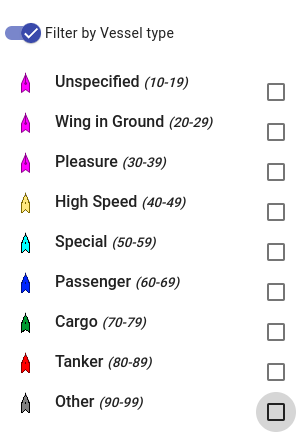 Filter by Vessel type
Unspecified (10-19)
Wing in Ground (20-29)
Pleasure (30-39)
High Speed (40-49)
Special (50-59)
Passenger (60-69)
Cargo (70-79)
Tanker (80-89)
Other (90-99)